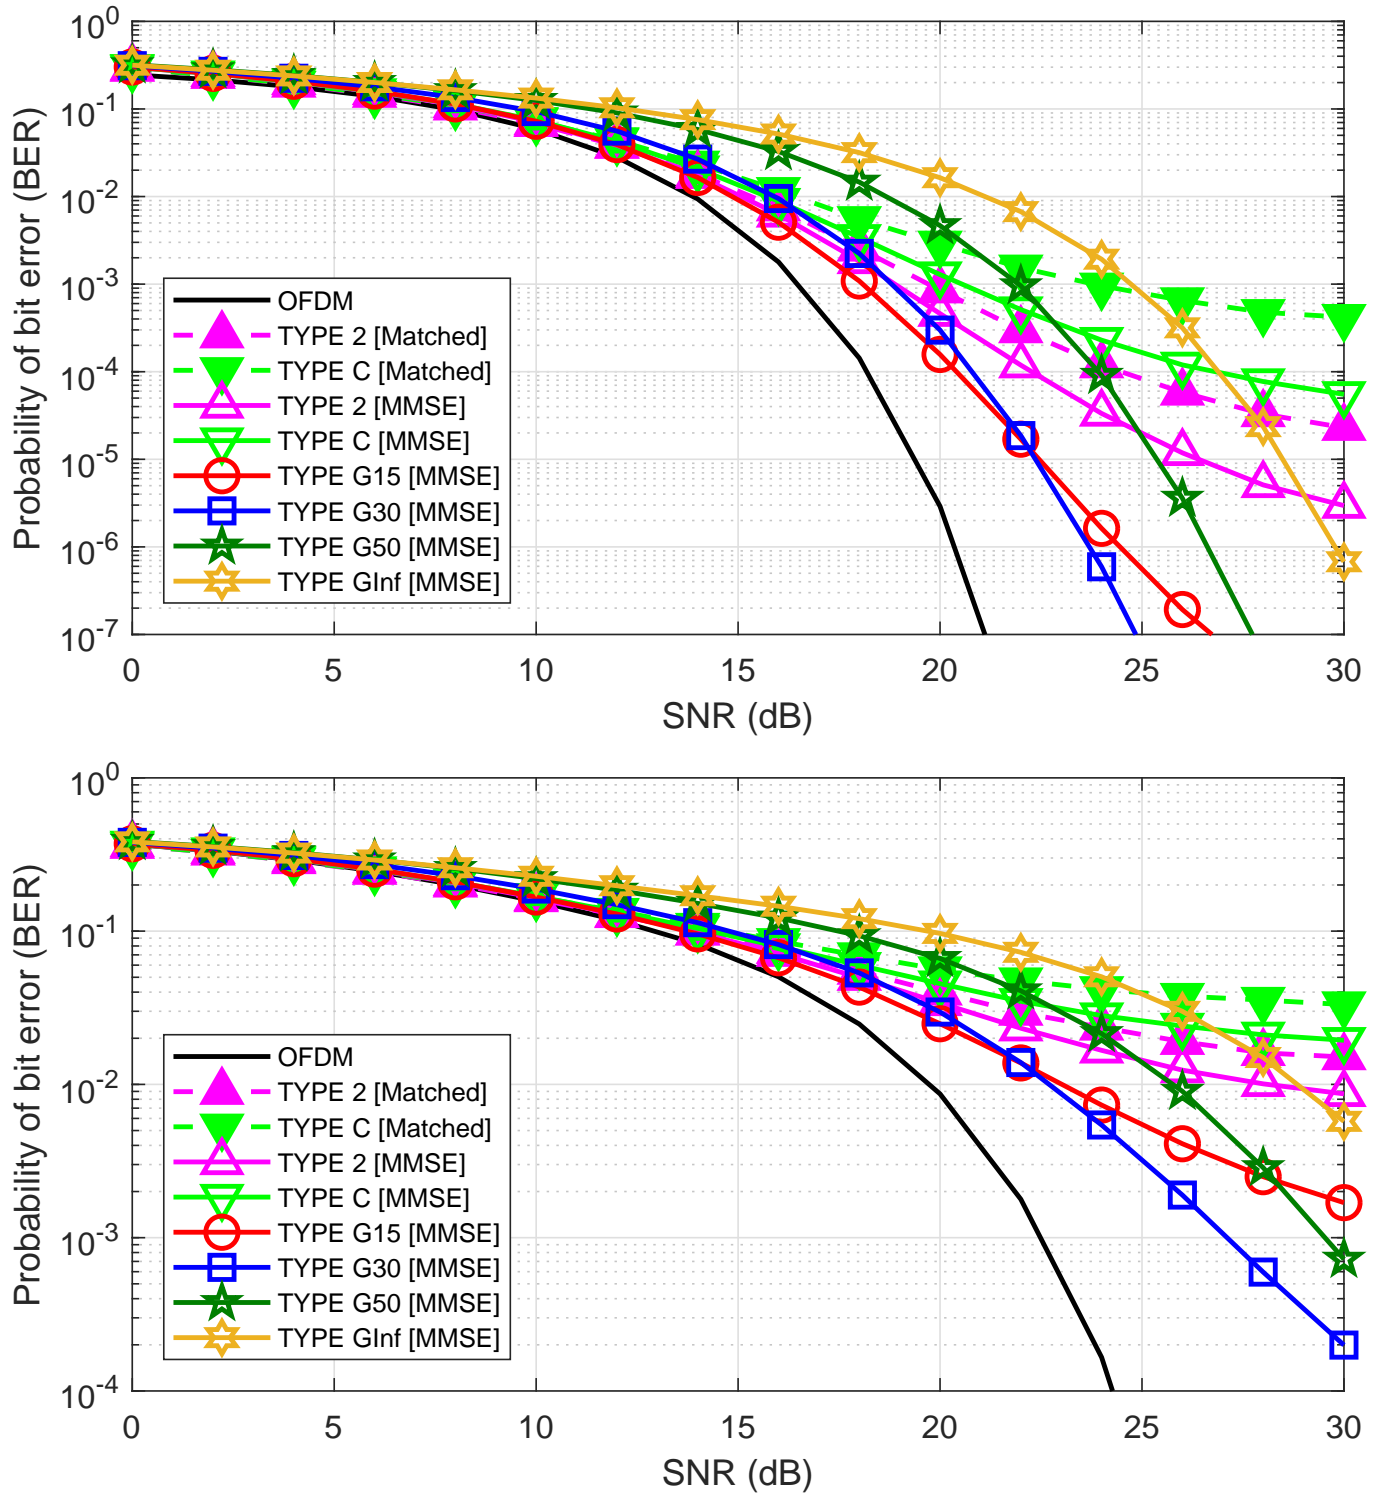 Probability of bit error (BER)
10^0
10^-1
10^-2
10^-3
10^-4
10^-5
10^-6
10^-7
OFDM
TYPE 2 [Matched]
TYPE C [Matched]
TYPE 2 [MMSE]
TYPE C [MMSE]
TYPE G15 [MMSE]
TYPE G30 [MMSE]
TYPE G50 [MMSE]
TYPE GInf [MMSE]
0 5 10 15 20 25 30
SNR (dB)
Probability of bit error (BER)
10^0
10^-1
10^-2
10^-3
10^-4
OFDM
TYPE 2 [Matched]
TYPE C [Matched]
TYPE 2 [MMSE]
TYPE C [MMSE]
TYPE G15 [MMSE]
TYPE G30 [MMSE]
TYPE G50 [MMSE]
TYPE GInf [MMSE]
0 5 10 15 20 25 30
SNR (dB)